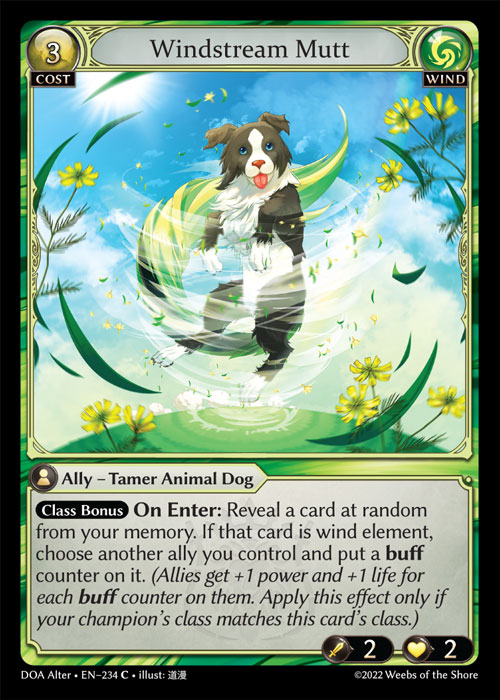 3
Windstream Mutt
COST
WIND
Ally – Tamer Animal Dog
Class Bonus On Enter: Reveal a card at random
from your memory. If that card is wind element,
choose another ally you control and put a buff
counter on it. (Allies get +1 power and +1 life for
each buff counter on them. Apply this effect only if
your champion's class matches this card's class.)
2
2
DOA Alter • EN–234 C • illust: 道漫
©2022 Weebs of the Shore